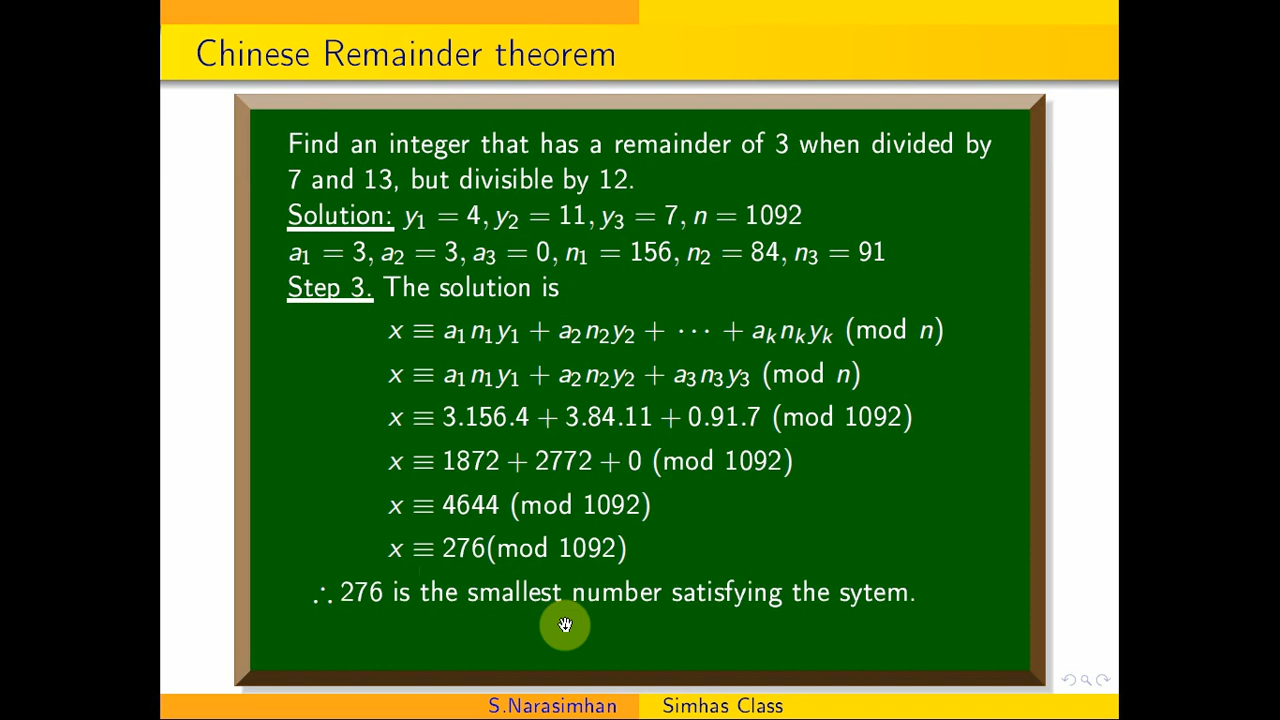 Chinese Remainder theorem
Find an integer that has a remainder of 3 when divided by
7 and 13, but divisible by 12.
Solution: y₁ = 4, y₂ = 11, y₃ = 7, n = 1092
a₁ = 3, a₂ = 3, a₃ = 0, n₁ = 156, n₂ = 84, n₃ = 91
Step 3. The solution is
x ≡ a₁n₁y₁ + a₂n₂y₂ + ⋯ + aₖnₖyₖ (mod n)
x ≡ a₁n₁y₁ + a₂n₂y₂ + a₃n₃y₃ (mod n)
x ≡ 3.156.4 + 3.84.11 + 0.91.7 (mod 1092)
x ≡ 1872 + 2772 + 0 (mod 1092)
x ≡ 4644 (mod 1092)
x ≡ 276(mod 1092)
∴ 276 is the smallest number satisfying the sytem.
S.Narasimhan Simhas Class